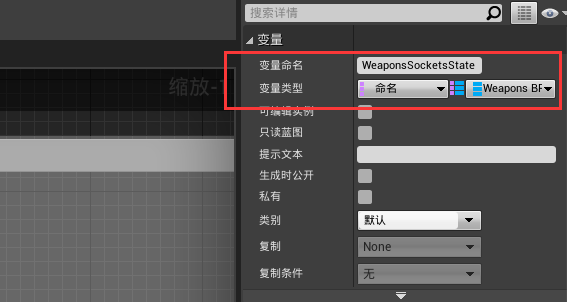 搜索详情
变量
缩放-1
变量命名 WeaponsSocketsState
变量类型 命名 Weapons BP
可编辑实例
只读蓝图
提示文本
生成时公开
私有
类别 默认
复制 None
复制条件 无